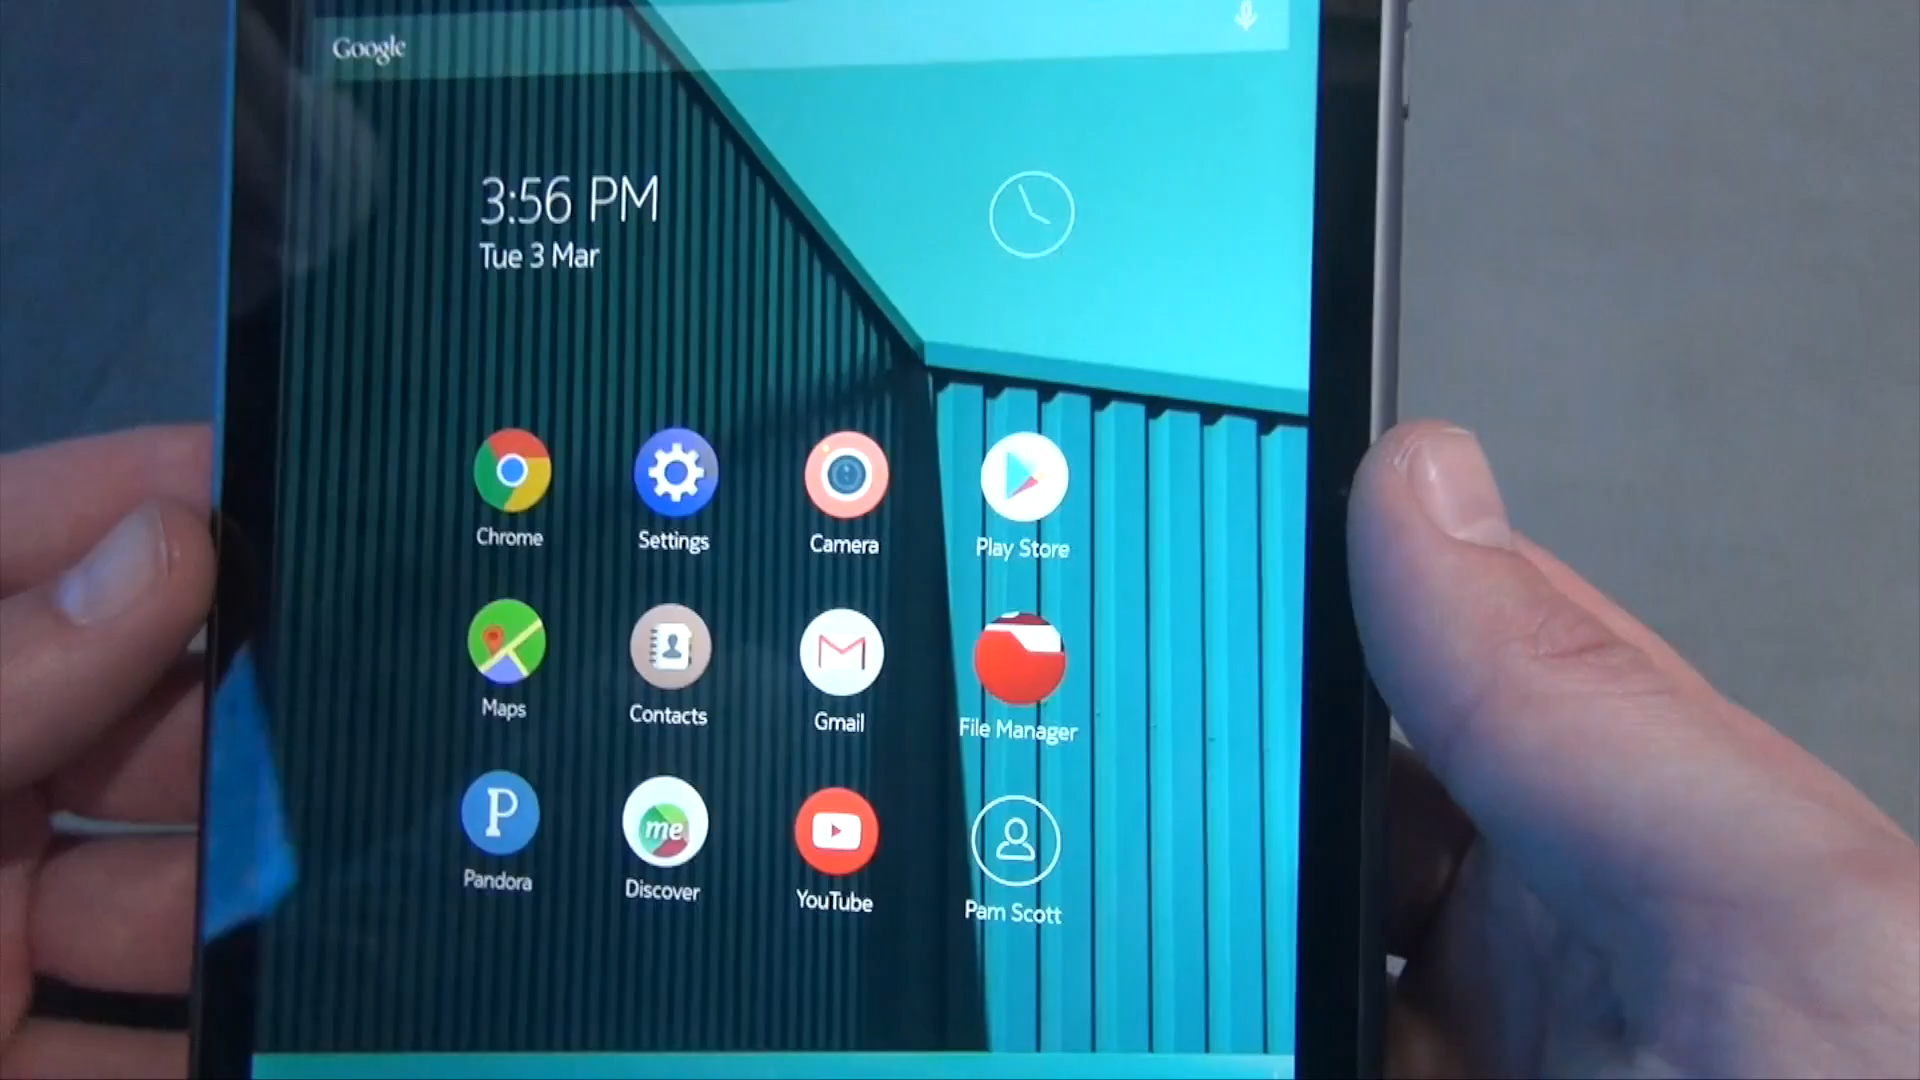 Google
3:56 PM
Tue 3 Mar
Chrome
Settings
Camera
Play Store
Maps
Contacts
Gmail
File Manager
P
me
Pandora
Discover
YouTube
Pam Scott